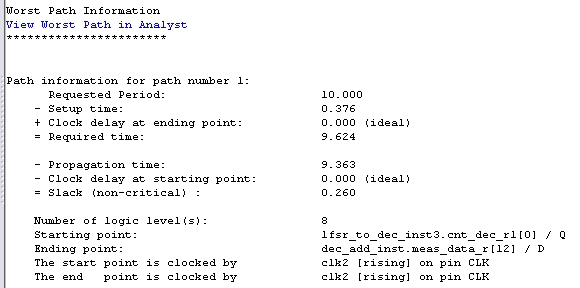 Worst Path Information
View Worst Path in Analyst
***********************
Path information for path number 1:
Requested Period: 10.000
- Setup time: 0.376
+ Clock delay at ending point: 0.000 (ideal)
= Required time: 9.624
- Propagation time: 9.363
- Clock delay at starting point: 0.000 (ideal)
= Slack (non-critical) : 0.260
Number of logic level(s): 8
Starting point: lfsr_to_dec_inst3.cnt_dec_r1[0] / Q
Ending point: dec_add_inst.meas_data_r[12] / D
The start point is clocked by clk2 [rising] on pin CLK
The end point is clocked by clk2 [rising] on pin CLK